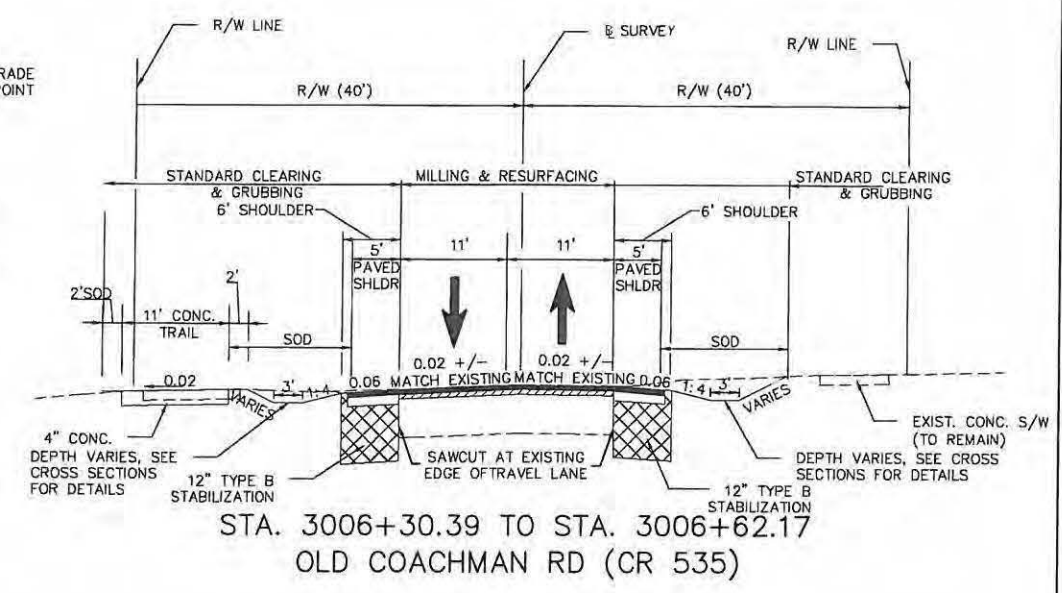 R/W LINE
℄ SURVEY
R/W LINE
RADE
POINT
R/W (40')
R/W (40')
STANDARD CLEARING
& GRUBBING
MILLING & RESURFACING
STANDARD CLEARING
& GRUBBING
6' SHOULDER
6' SHOULDER
5'
PAVED
SHLDR
11'
11'
5'
PAVED
SHLDR
2'SOD
11' CONC.
TRAIL
2'
SOD
SOD
0.02 +/-
MATCH EXISTING
0.02 +/-
MATCH EXISTING
0.02
VARIES
3'
1:4
0.06
0.06
1:4
3'
VARIES
4" CONC.
DEPTH VARIES, SEE
CROSS SECTIONS
FOR DETAILS
12" TYPE B
STABILIZATION
SAWCUT AT EXISTING
EDGE OFTRAVEL LANE
12" TYPE B
STABILIZATION
DEPTH VARIES, SEE CROSS
SECTIONS FOR DETAILS
EXIST. CONC. S/W
(TO REMAIN)
STA. 3006+30.39 TO STA. 3006+62.17
OLD COACHMAN RD (CR 535)